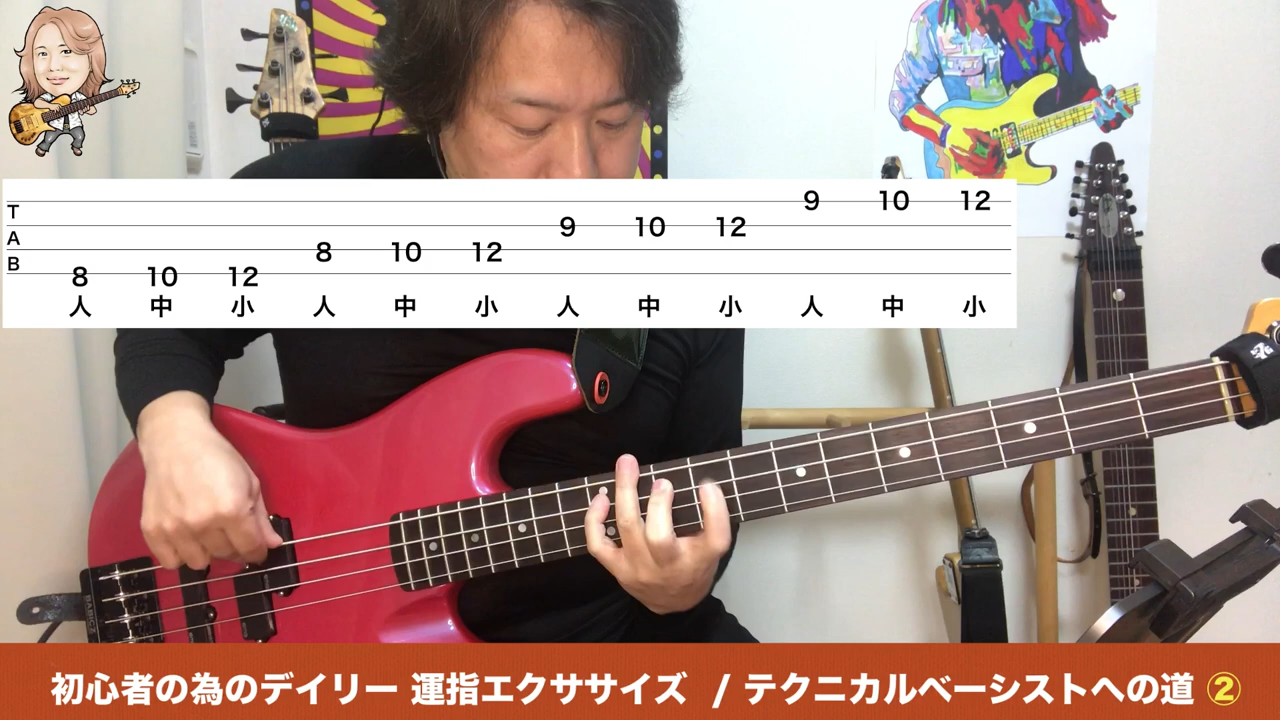 9 10 12
T
9 10 12
A
8 10 12
B
8 10 12
人 中 小 人 中 小 人 中 小 人 中 小
初心者の為のデイリー 運指エクササイズ / テクニカルベーシストへの道 ②